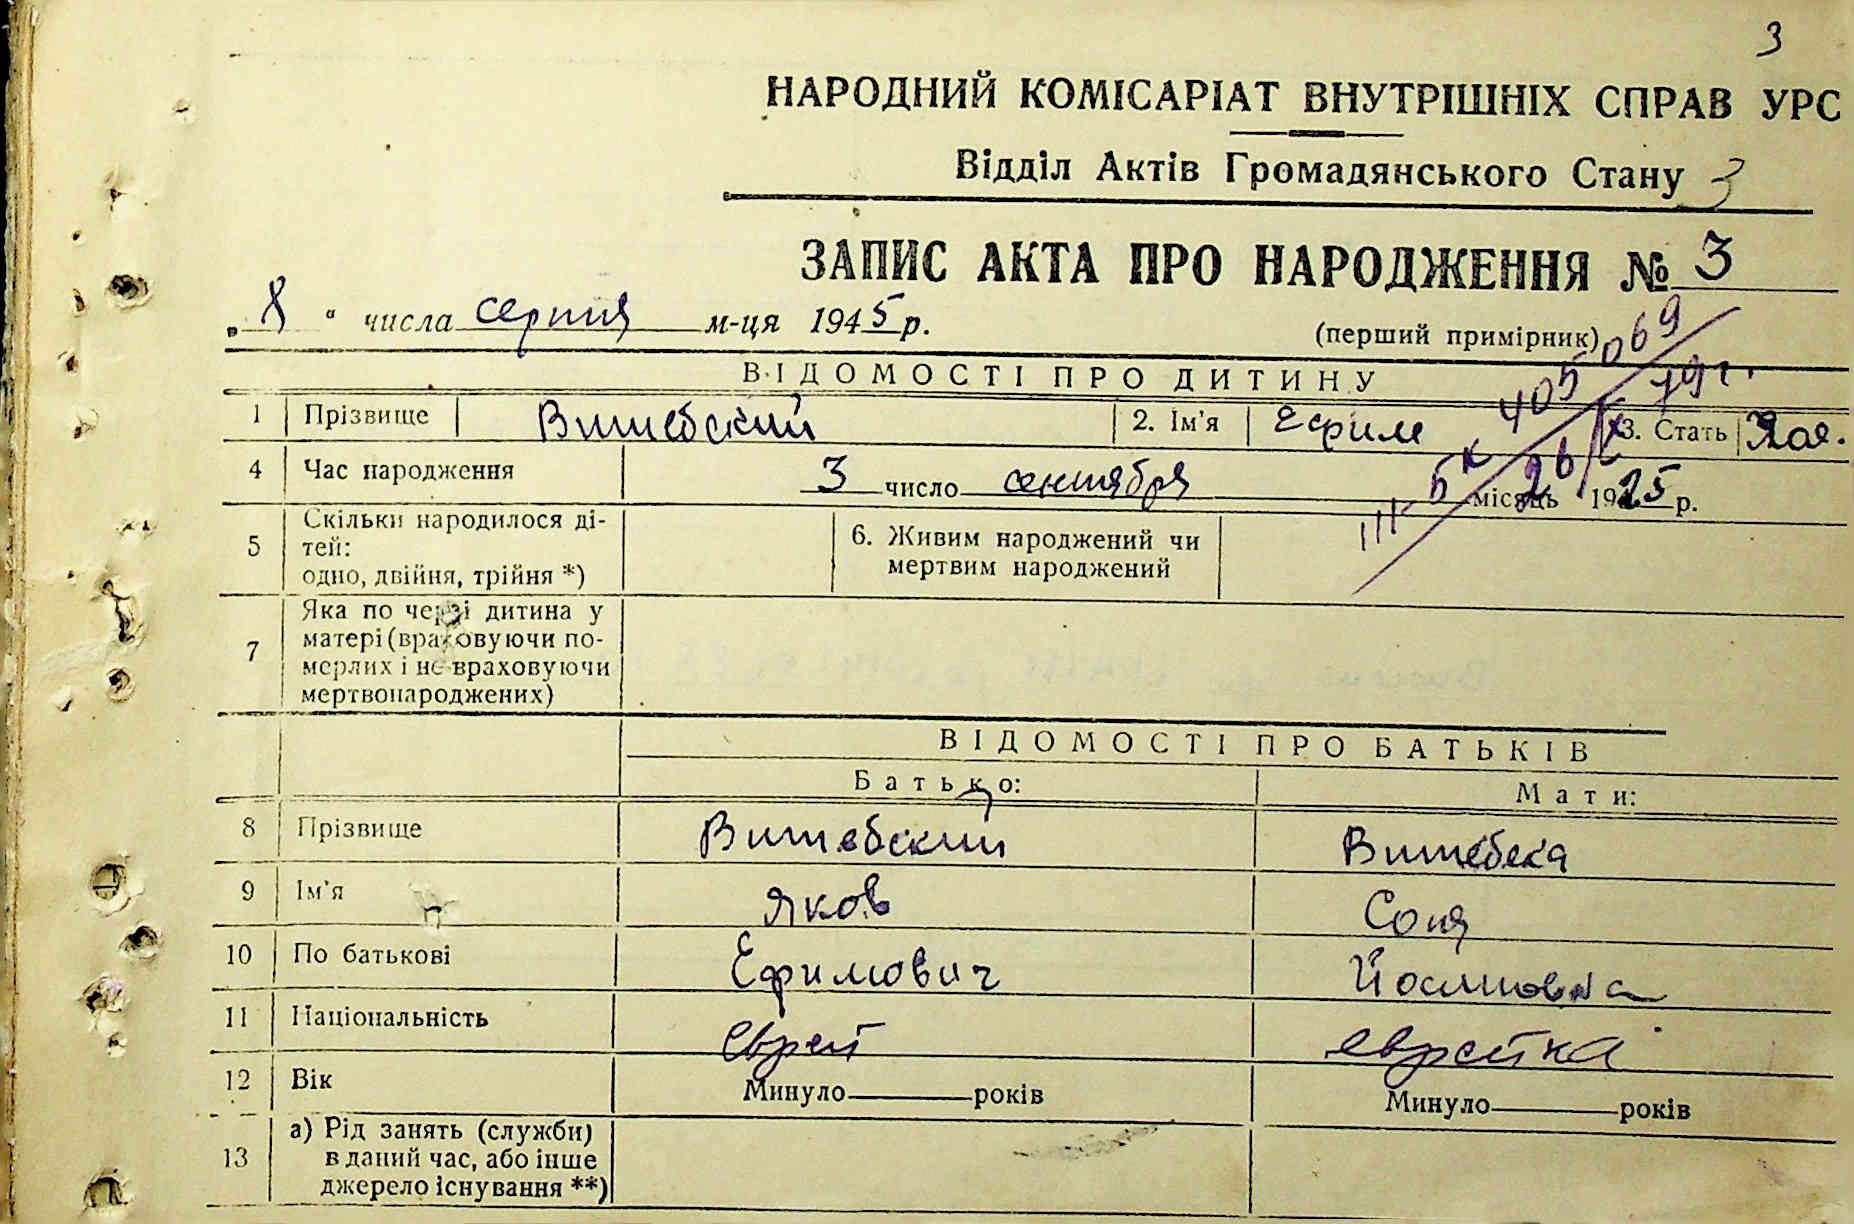 3
НАРОДНИЙ КОМІСАРІАТ ВНУТРІШНІХ СПРАВ УРС
Відділ Актів Громадянського Стану 3
ЗАПИС АКТА ПРО НАРОДЖЕННЯ № 3
„ 8 “ числа серпня м-ця 1945 р.
(перший примірник)
405069
ВІДОМОСТІ ПРО ДИТИНУ
1 Прізвище Витебский 2. Ім'я Ефим 3. Стать
4 Час народження 3 число сентября місяць 1925 р.
5 Скільки народилося ді-
тей:
одно, двійня, трійня *)
6. Живим народжений чи
мертвим народжений
7 Яка по черзі дитина у
матері (враховуючи по-
мерлих і не враховуючи
мертвонароджених)
ВІДОМОСТІ ПРО БАТЬКІВ
Батько: Мати:
8 Прізвище Витебский Витебска
9 Ім'я Яков Соня
10 По батькові Ефимович
11 Національність еврей еврейка
12 Вік Минуло років Минуло років
13 а) Рід занять (служби)
в даний час, або інше
джерело існування **)